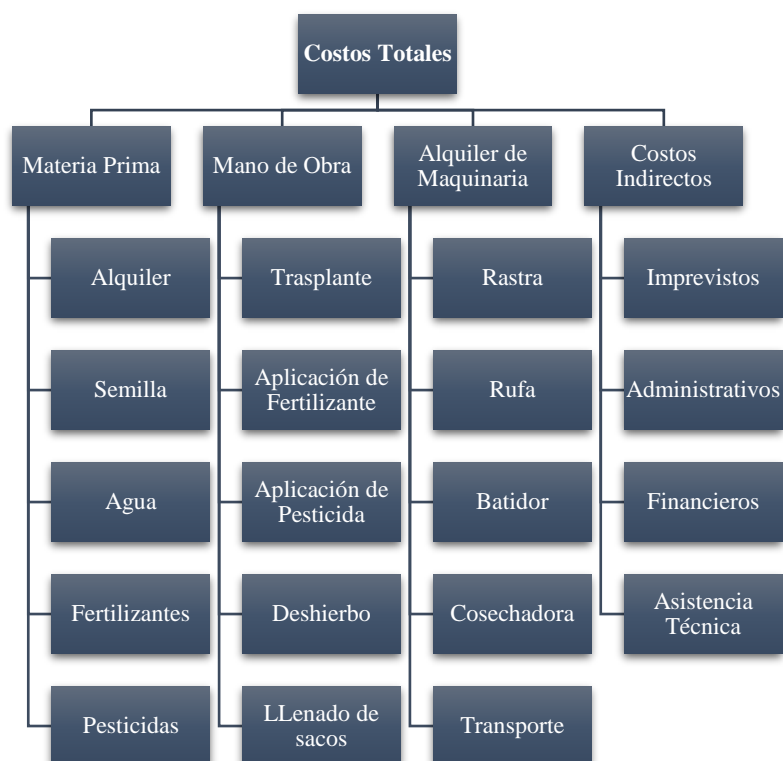 Costos Totales
Materia Prima
Alquiler
Semilla
Agua
Fertilizantes
Pesticidas
Mano de Obra
Trasplante
Aplicación de
Fertilizante
Aplicación de
Pesticida
Deshierbo
LLenado de
sacos
Alquiler de
Maquinaria
Rastra
Rufa
Batidor
Cosechadora
Transporte
Costos
Indirectos
Imprevistos
Administrativos
Financieros
Asistencia
Técnica